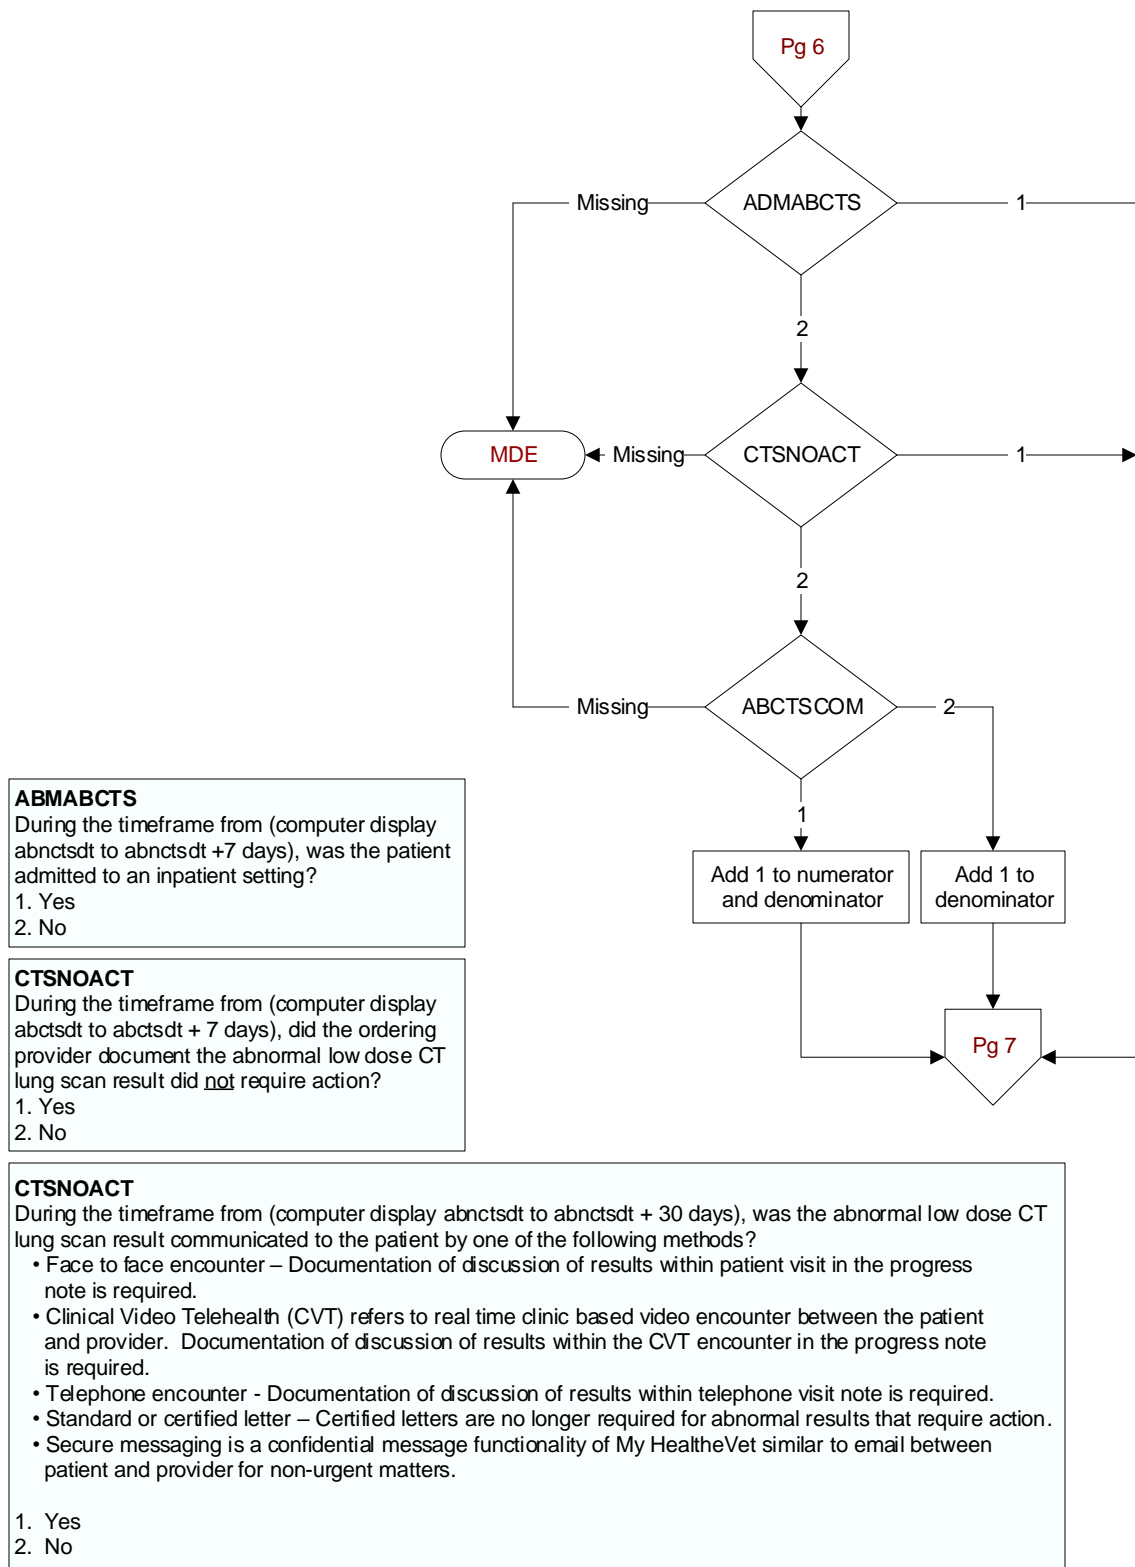 Pg 6
ADMABCTS
Missing
1
2
MDE
Missing
CTSNOACT
1
2
Missing
ABCTSCOM
2
1
Add 1 to numerator
and denominator
Add 1 to
denominator
Pg 7
ABMABCTS
During the timeframe from (computer display
abnctsdt to abnctsdt +7 days), was the patient
admitted to an inpatient setting?
1. Yes
2. No
CTSNOACT
During the timeframe from (computer display
abctsdt to abctsdt + 7 days), did the ordering
provider document the abnormal low dose CT
lung scan result did not require action?
1. Yes
2. No
CTSNOACT
During the timeframe from (computer display abnctsdt to abnctsdt + 30 days), was the abnormal low dose CT
lung scan result communicated to the patient by one of the following methods?
• Face to face encounter – Documentation of discussion of results within patient visit in the progress
note is required.
• Clinical Video Telehealth (CVT) refers to real time clinic based video encounter between the patient
and provider.  Documentation of discussion of results within the CVT encounter in the progress note
is required.
• Telephone encounter - Documentation of discussion of results within telephone visit note is required.
• Standard or certified letter – Certified letters are no longer required for abnormal results that require action.
• Secure messaging is a confidential message functionality of My HealtheVet similar to email between
patient and provider for non-urgent matters.
1.  Yes
2.  No